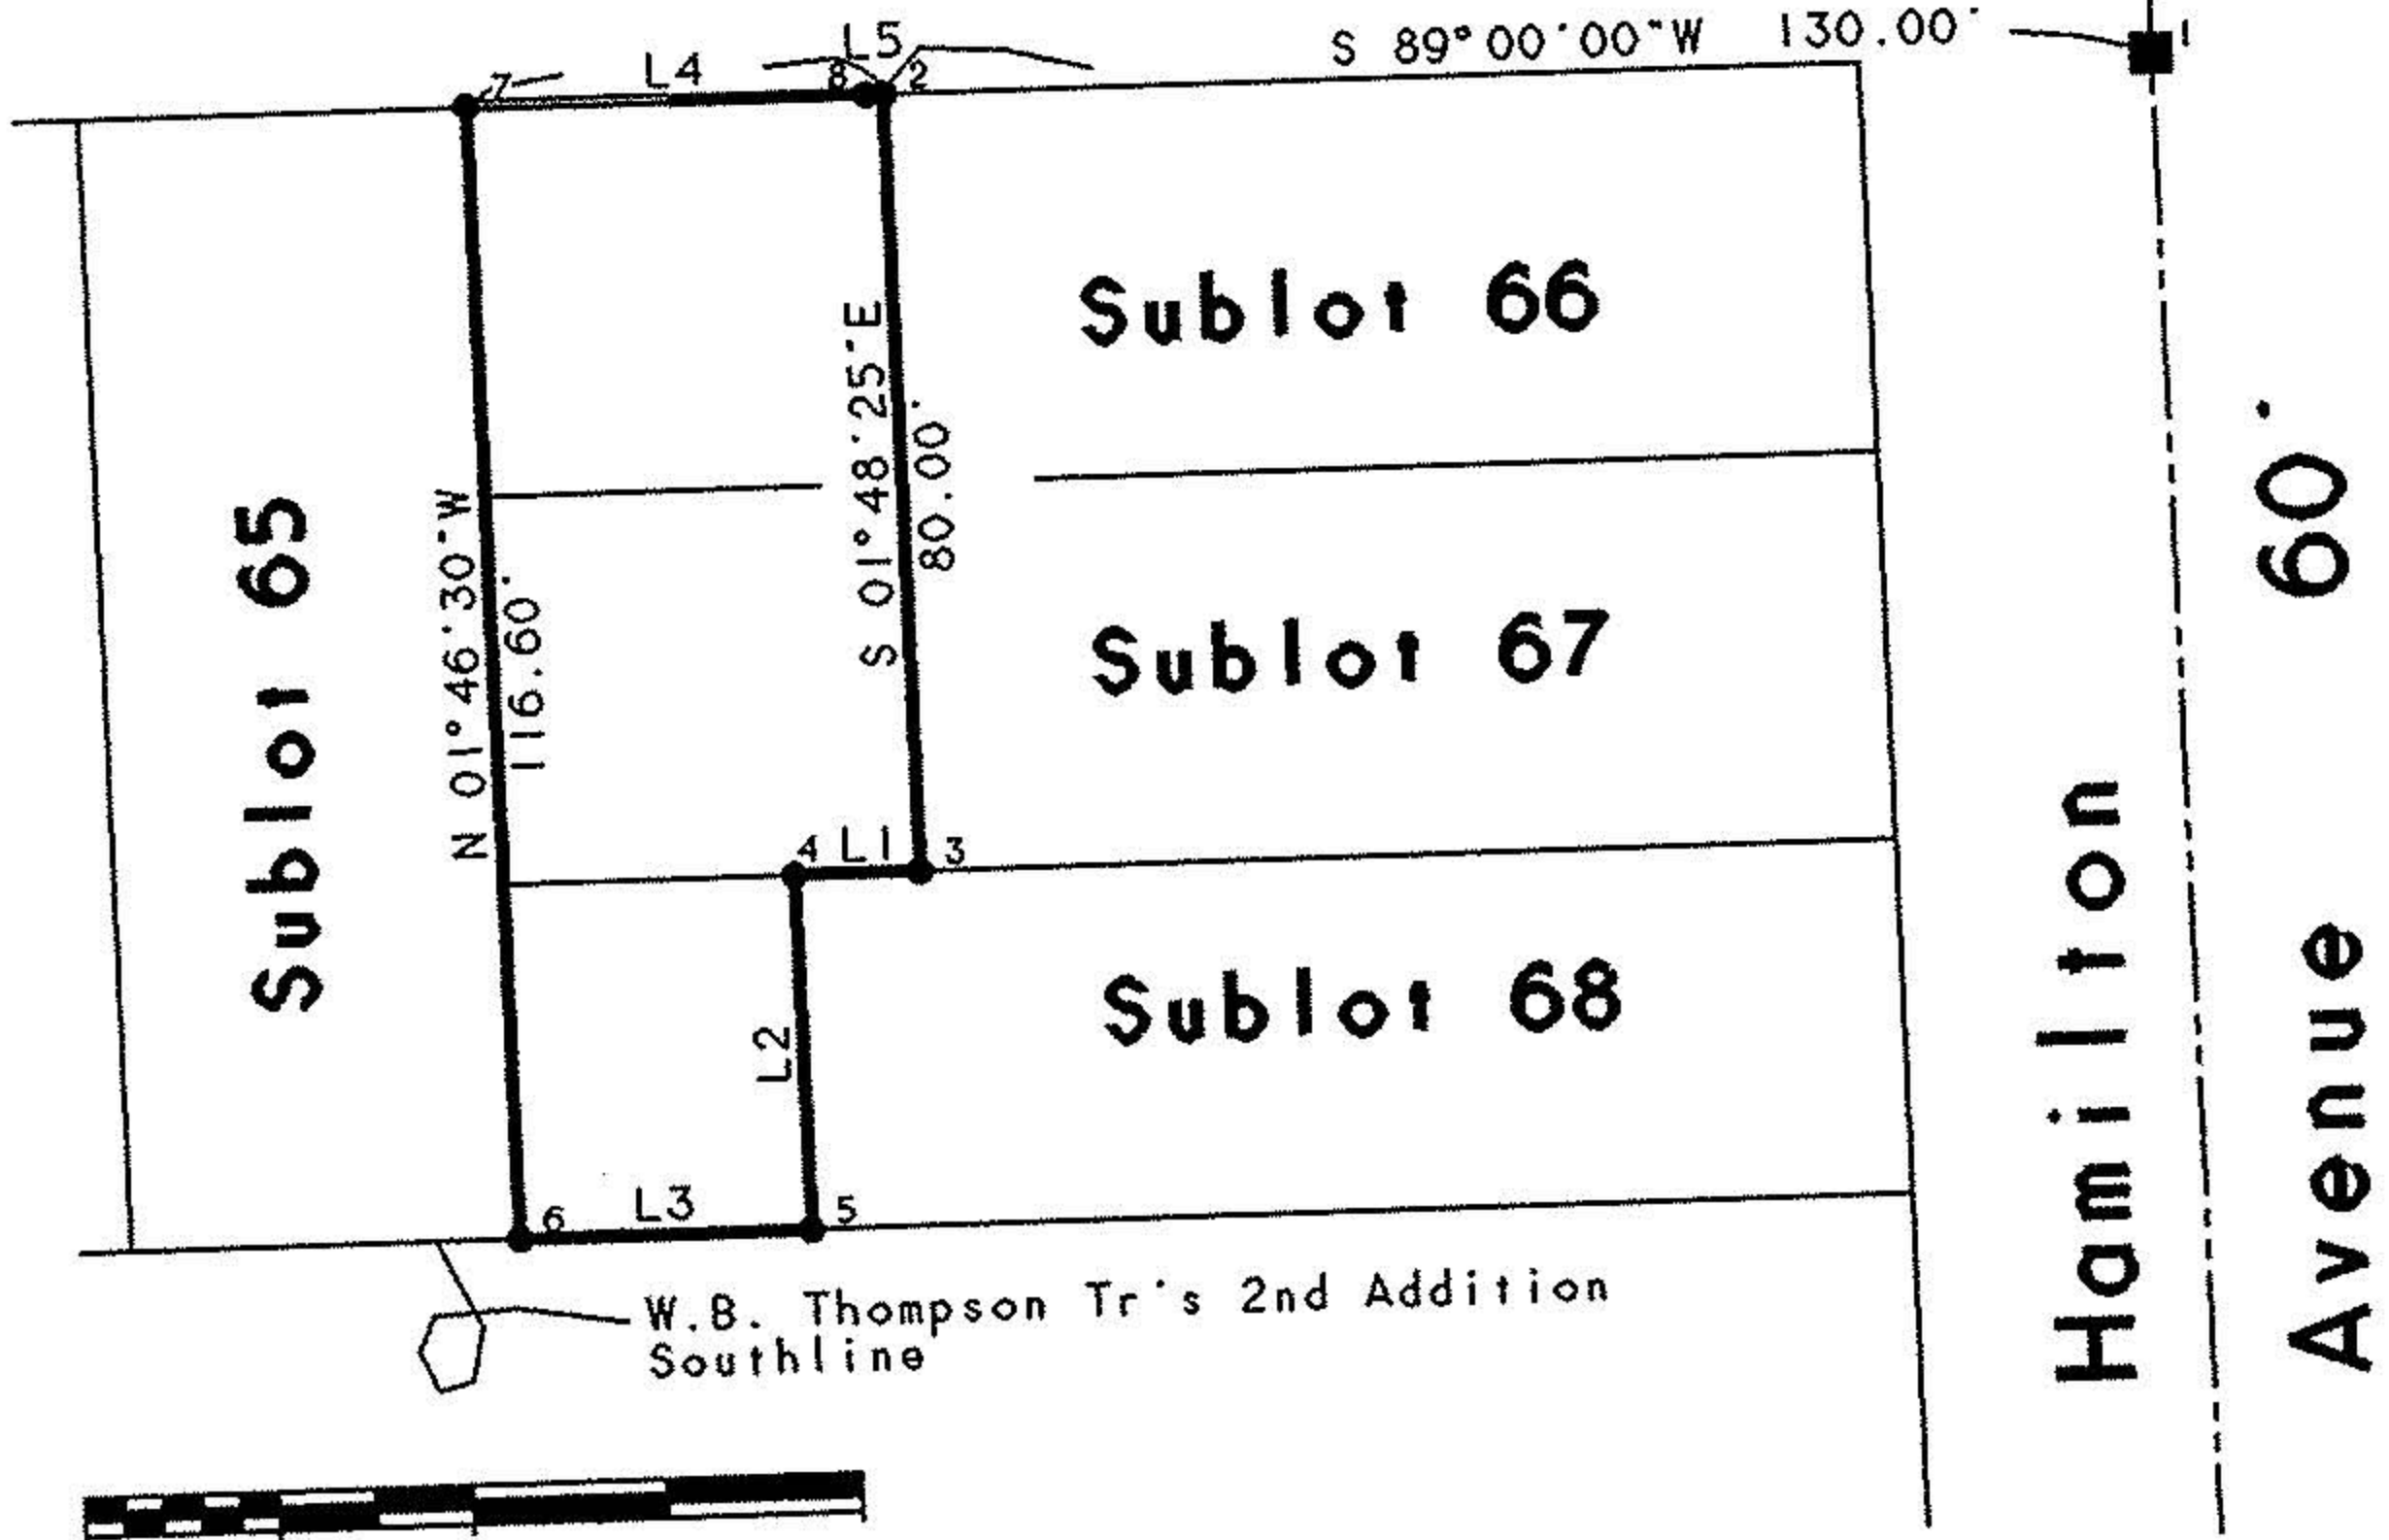 S 89°00'00"W 130.00'
1
L5
L4
7
8
2
Sublot 66
S 01°48'25"E
80.00'
60'
Sublot 65
N 01°46'30"W
116.60'
Sublot 67
4
L1
3
Sublot 68
L2
Hamilton
Avenue
L3
6
5
W.B. Thompson Tr's 2nd Addition
Southline